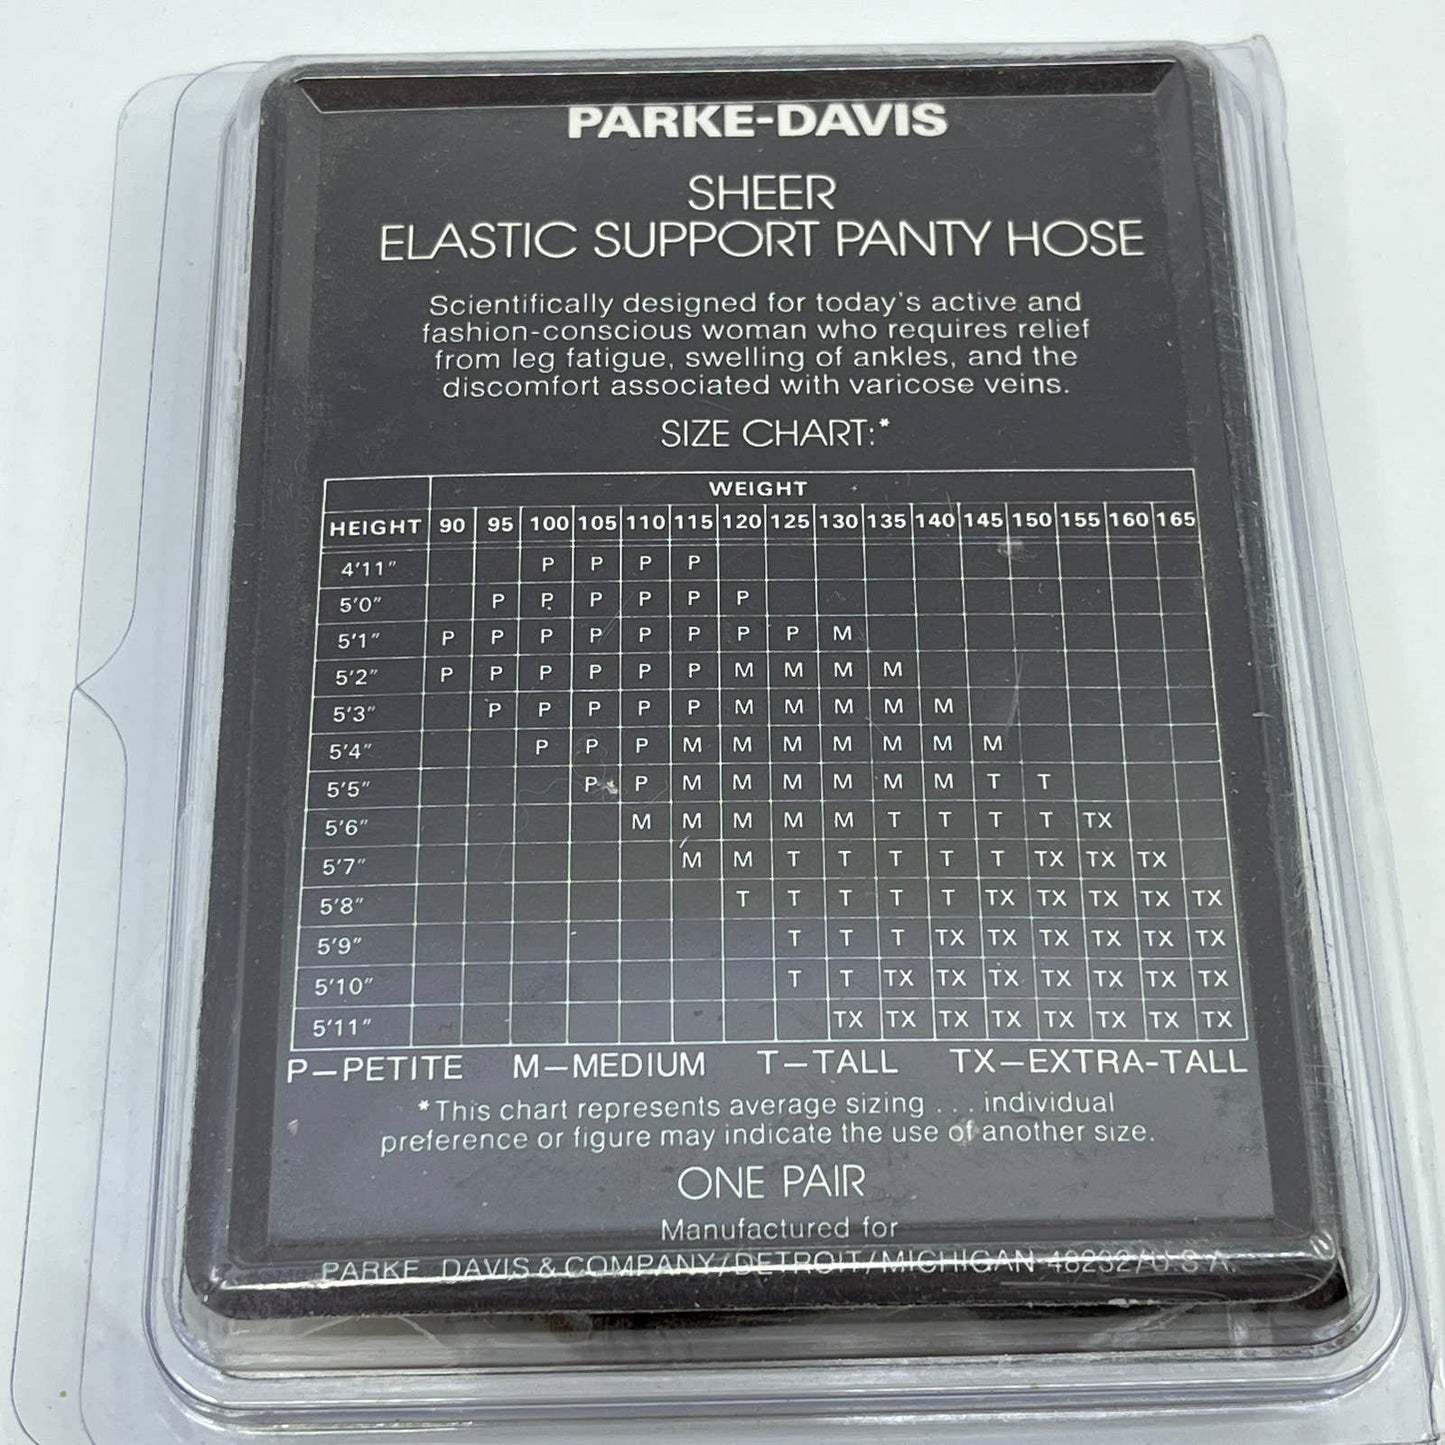 PARKE-DAVIS
SHEER
ELASTIC SUPPORT PANTY HOSE
Scientifically designed for today's active and
fashion-conscious woman who requires relief
from leg fatigue, swelling of ankles, and the
discomfort associated with varicose veins.
SIZE CHART:*
WEIGHT
HEIGHT 90 95 100 105 110 115 120 125 130 135 140 145 150 155 160 165
4'11" P P P P
5'0" P P P P P P
5'1" P P P P P P P P M
5'2" P P P P P P M M M M
5'3" P P P P P M M M M M
5'4" P P P M M M M M M M
5'5" P P M M M M M M T T
5'6" M M M M M T T T T TX
5'7" M M T T T T T TX TX TX
5'8" T T T T T TX TX TX TX TX
5'9" T T T TX TX TX TX TX TX
5'10" T T TX TX TX TX TX TX TX
5'11" TX TX TX TX TX TX TX TX
P—PETITE M—MEDIUM T—TALL TX—EXTRA-TALL
*This chart represents average sizing . . . individual
preference or figure may indicate the use of another size.
ONE PAIR
Manufactured for
PARKE DAVIS & COMPANY/DETROIT/MICHIGAN 48232/U.S.A.